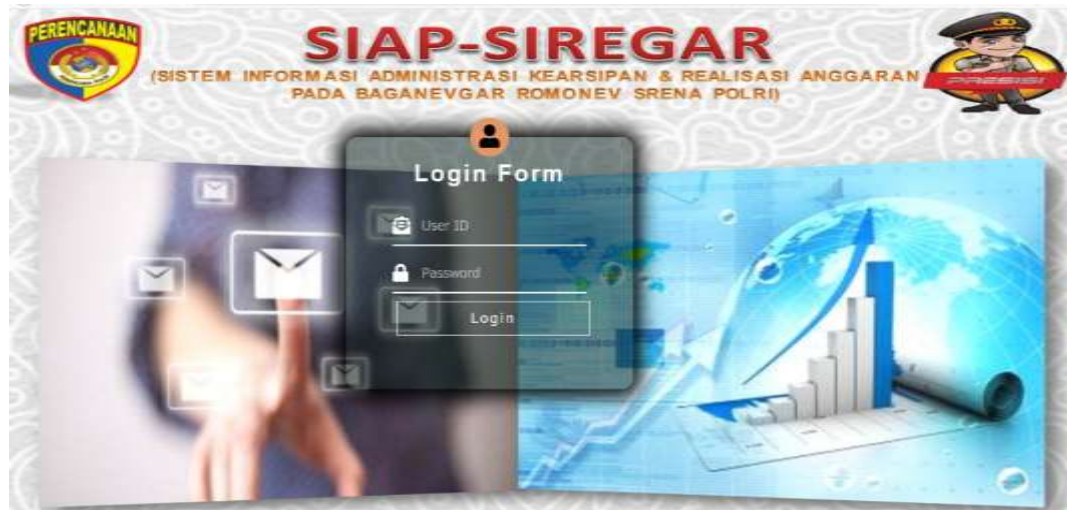 PERENCANAAN
SIAP-SIREGAR
(SISTEM INFORMASI ADMINISTRASI KEARSIPAN & REALISASI ANGGARAN
PADA BAGANEVGAR ROMONEV SRENA POLRI)
PRESISI
Login Form
User ID
Password
Login